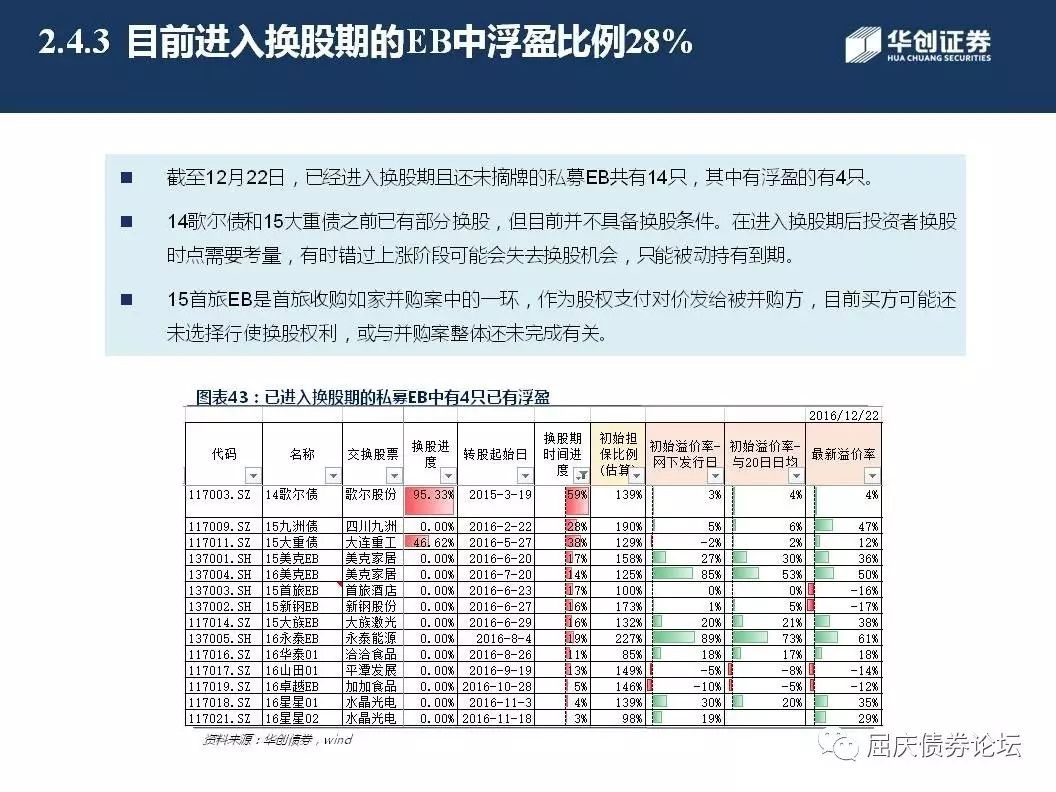 2.4.3 目前进入换股期的EB中浮盈比例28%
华创证券
HUA CHUANG SECURITIES
■ 截至12月22日，已经进入换股期且还未摘牌的私募EB共有14只，其中有浮盈的有4只。
■ 14歌尔债和15大重债之前已有部分换股，但目前并不具备换股条件。在进入换股期后投资者换股
时点需要考量，有时错过上涨阶段可能会失去换股机会，只能被动持有到期。
■ 15首旅EB是首旅收购如家并购案中的一环，作为股权支付对价发给被并购方，目前买方可能还
未选择行使换股权利，或与并购案整体还未完成有关。
图表43：已进入换股期的私募EB中有4只已有浮盈
2016/12/22
代码 名称 交换股票 换股进度 转股起始日 换股期时间进度 初始担保比例（估算） 初始溢价率-网下发行日 初始溢价率-与20日日均 最新溢价率
117003.SZ 14歌尔债 歌尔股份 95.33% 2015-3-19 59% 139% 3% 4% 4%
117009.SZ 15九洲债 四川九洲 0.00% 2016-2-22 28% 190% 5% 6% 47%
117011.SZ 15大重债 大连重工 46.62% 2016-5-27 38% 129% -2% 2% 12%
137001.SH 15美克EB 美克家居 0.00% 2016-6-20 17% 158% 27% 30% 36%
137004.SH 16美克EB 美克家居 0.00% 2016-7-20 14% 125% 85% 53% 50%
137003.SH 15首旅EB 首旅酒店 0.00% 2016-6-23 17% 100% 0% 0% -16%
137002.SH 15新钢EB 新钢股份 0.00% 2016-6-27 16% 173% 1% 5% -17%
117014.SZ 15大族EB 大族激光 0.00% 2016-6-29 16% 132% 20% 21% 38%
137005.SH 16永泰EB 永泰能源 0.00% 2016-8-4 19% 227% 89% 73% 61%
117016.SZ 16华泰01 洽洽食品 0.00% 2016-8-26 11% 85% 18% 17% 18%
117017.SZ 16山田01 平潭发展 0.00% 2016-9-19 13% 149% -5% -8% -14%
117019.SZ 16卓越EB 加加食品 0.00% 2016-10-28 5% 146% -10% -5% -12%
117018.SZ 16星星01 水晶光电 0.00% 2016-11-3 4% 139% 30% 20% 35%
117021.SZ 16星星02 水晶光电 0.00% 2016-11-18 3% 98% 19% 29%
资料来源：华创债券，wind
屈庆债券论坛